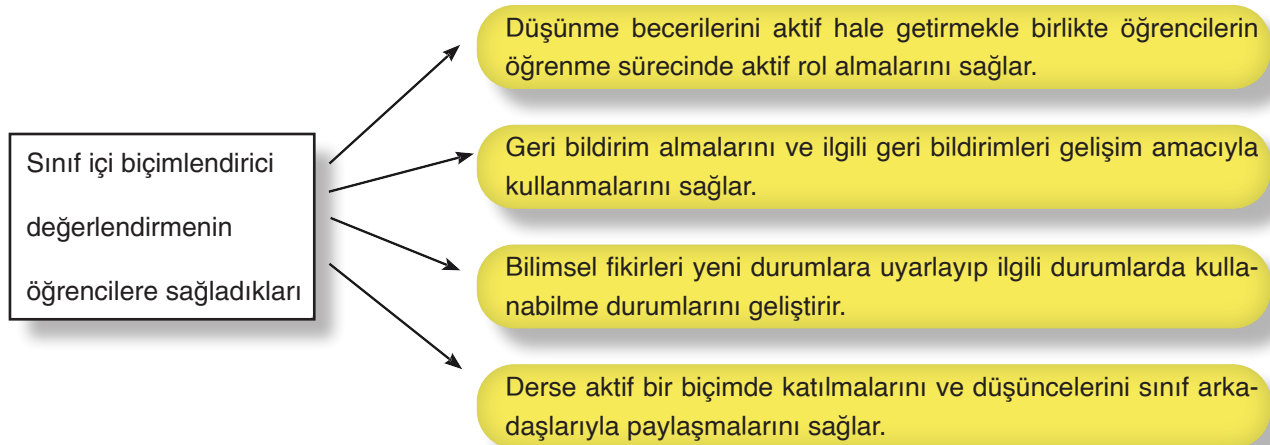 Sınıf içi biçimlendirici
değerlendirmenin
öğrencilere sağladıkları
Düşünme becerilerini aktif hale getirmekle birlikte öğrencilerin
öğrenme sürecinde aktif rol almalarını sağlar.
Geri bildirim almalarını ve ilgili geri bildirimleri gelişim amacıyla
kullanmalarını sağlar.
Bilimsel fikirleri yeni durumlara uyarlayıp ilgili durumlarda kulla-
nabilme durumlarını geliştirir.
Derse aktif bir biçimde katılmalarını ve düşüncelerini sınıf arka-
daşlarıyla paylaşmalarını sağlar.